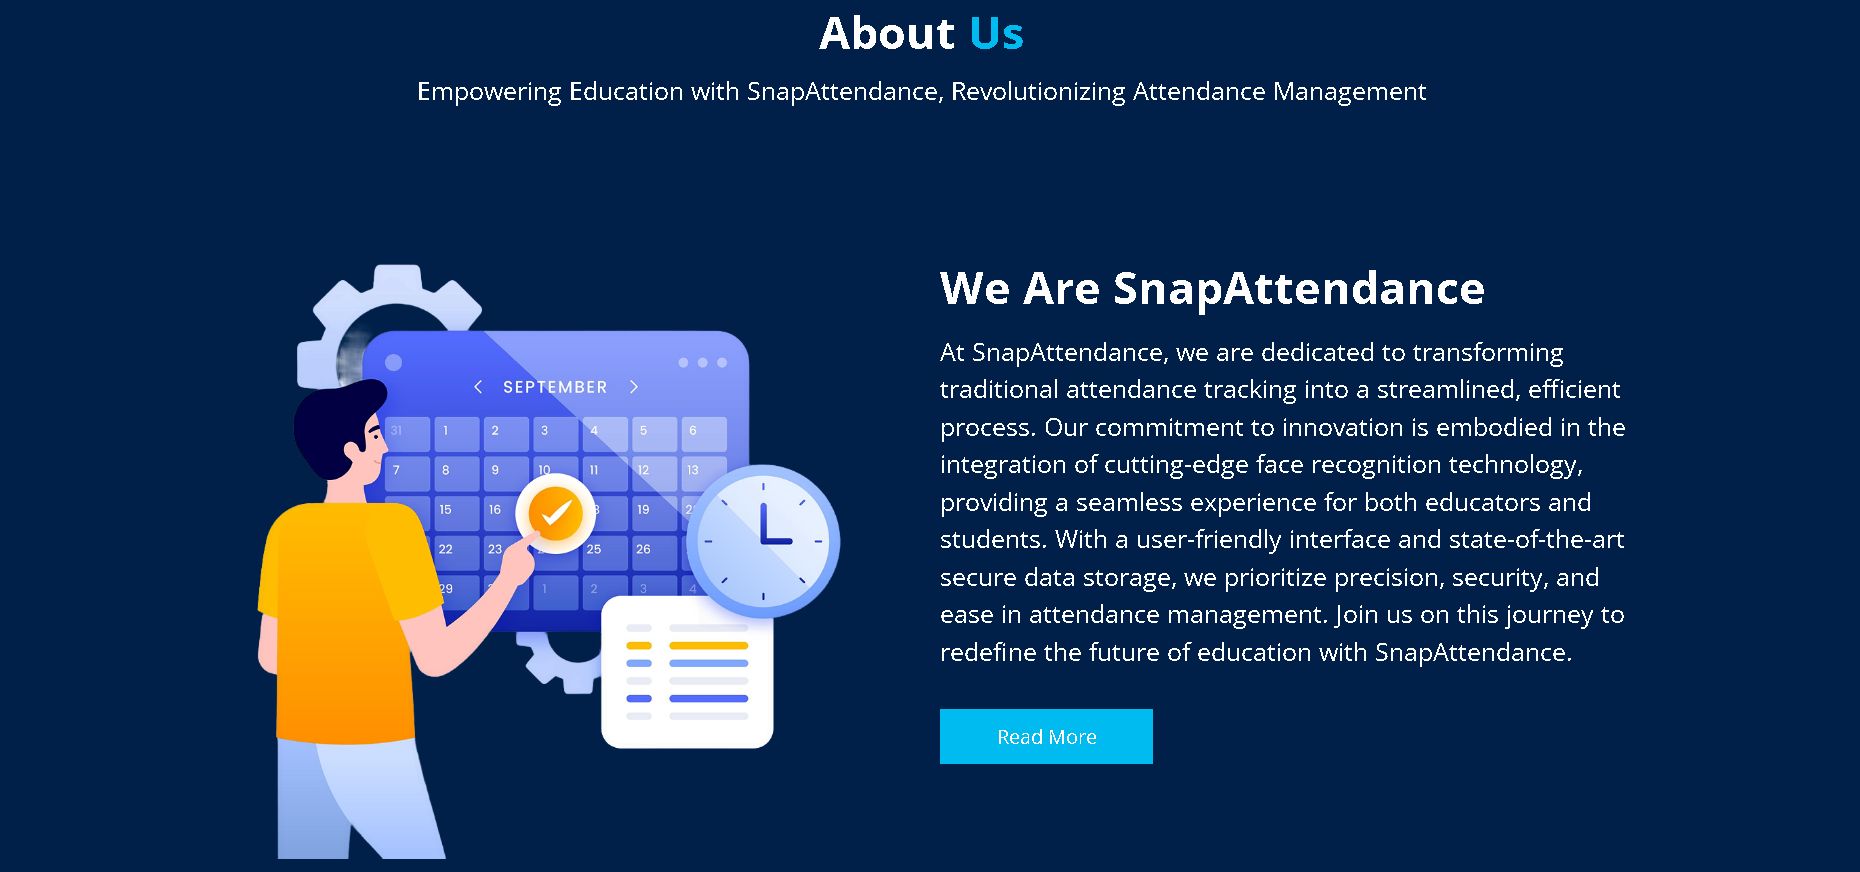 About Us
Empowering Education with SnapAttendance, Revolutionizing Attendance Management
We Are SnapAttendance
At SnapAttendance, we are dedicated to transforming
traditional attendance tracking into a streamlined, efficient
process. Our commitment to innovation is embodied in the
integration of cutting-edge face recognition technology,
providing a seamless experience for both educators and
students. With a user-friendly interface and state-of-the-art
secure data storage, we prioritize precision, security, and
ease in attendance management. Join us on this journey to
redefine the future of education with SnapAttendance.
Read More
< SEPTEMBER >
31 1 2 3 4 5 6
7 8 9 10 11 12 13
15 16 19
22 23 25 26
29 1 2 3 4